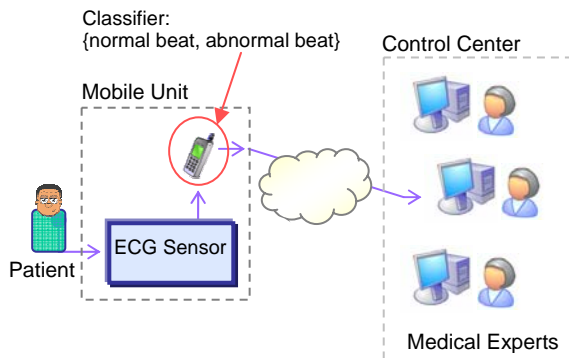 Classifier:
{normal beat, abnormal beat}
Control Center
Mobile Unit
ECG Sensor
Patient
Medical Experts